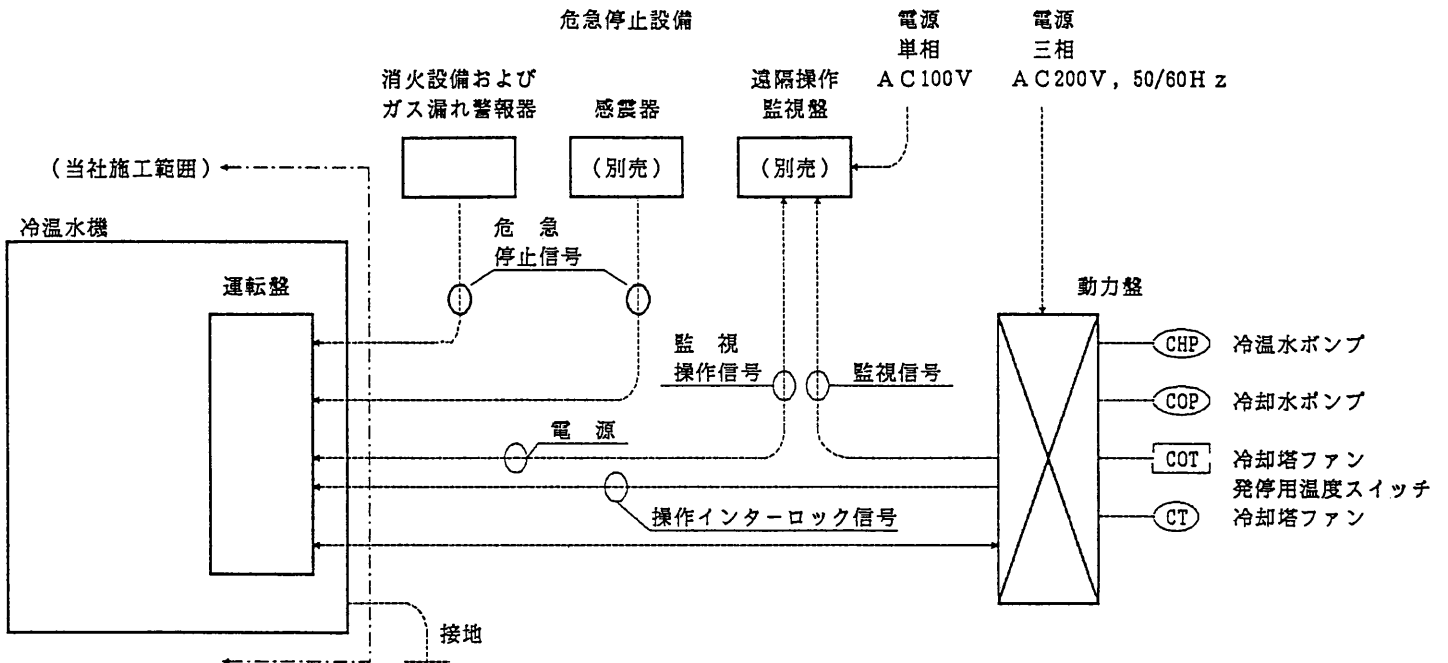 危急停止設備
電源
単相
AC100V
電源
三相
AC200V, 50/60Hz
消火設備および
ガス漏れ警報器
感震器
遠隔操作
監視盤
(当社施工範囲)
(別売)
(別売)
冷温水機
危 急
停止信号
運転盤
動力盤
監 視
操作信号
監視信号
CHP 冷温水ポンプ
COP 冷却水ポンプ
電 源
COT 冷却塔ファン
発停用温度スイッチ
操作インターロック信号
CT 冷却塔ファン
接地